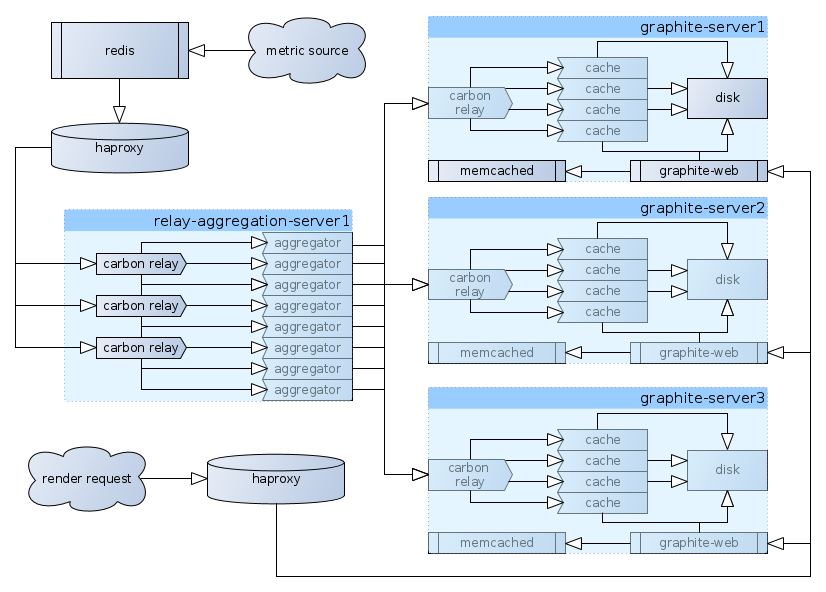 redis
metric source
haproxy
relay-aggregation-server1
carbon relay
carbon relay
carbon relay
aggregator
aggregator
aggregator
aggregator
aggregator
aggregator
aggregator
aggregator
render request
haproxy
graphite-server1
carbon
relay
cache
cache
cache
cache
disk
memcached
graphite-web
graphite-server2
carbon
relay
cache
cache
cache
cache
disk
memcached
graphite-web
graphite-server3
carbon
relay
cache
cache
cache
cache
disk
memcached
graphite-web